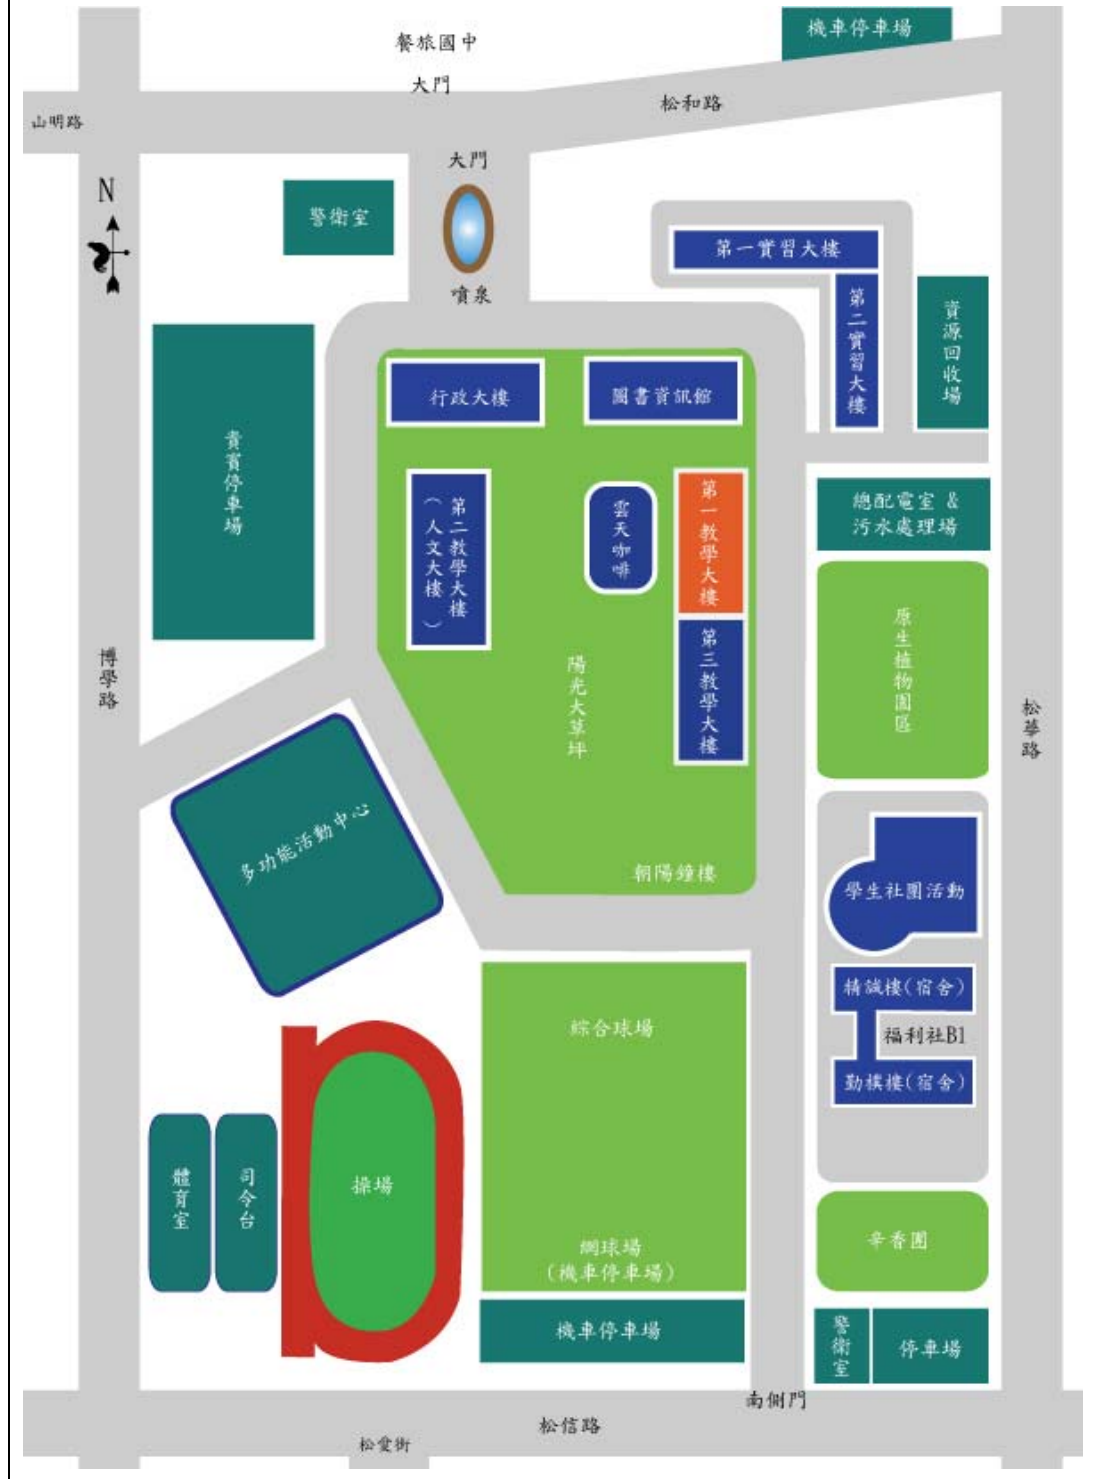 機車停車場
餐旅國中
大門
松和路
山明路
大門
N
警衛室
噴泉
第一實習大樓
第二實習大樓
資源回收場
行政大樓
圖書資訊館
貴賓停車場
第二教學大樓
(人文大樓)
雲天咖啡
第一教學大樓
總配電室 &
污水處理場
原生植物園區
第三教學大樓
陽光大草坪
博學路
松華路
多功能活動中心
朝陽鐘樓
學生社團活動
精誠樓(宿舍)
福利社B1
勤樸樓(宿舍)
綜合球場
體育室
司令台
操場
網球場
(機車停車場)
辛香圃
機車停車場
警衛室
停車場
南側門
松信路
松愛街